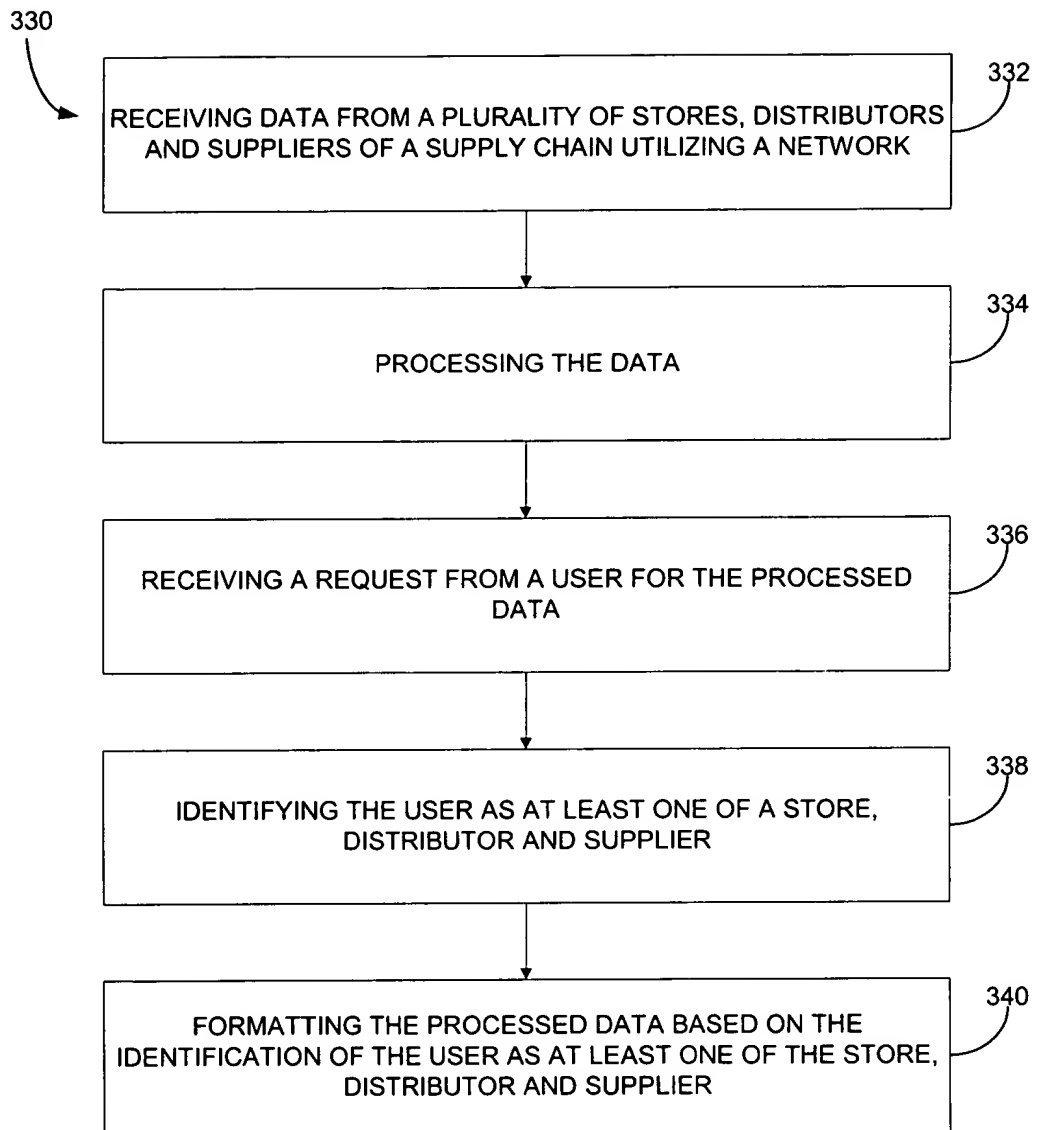 330
332
RECEIVING DATA FROM A PLURALITY OF STORES, DISTRIBUTORS
AND SUPPLIERS OF A SUPPLY CHAIN UTILIZING A NETWORK
334
PROCESSING THE DATA
336
RECEIVING A REQUEST FROM A USER FOR THE PROCESSED
DATA
338
IDENTIFYING THE USER AS AT LEAST ONE OF A STORE,
DISTRIBUTOR AND SUPPLIER
340
FORMATTING THE PROCESSED DATA BASED ON THE
IDENTIFICATION OF THE USER AS AT LEAST ONE OF THE STORE,
DISTRIBUTOR AND SUPPLIER